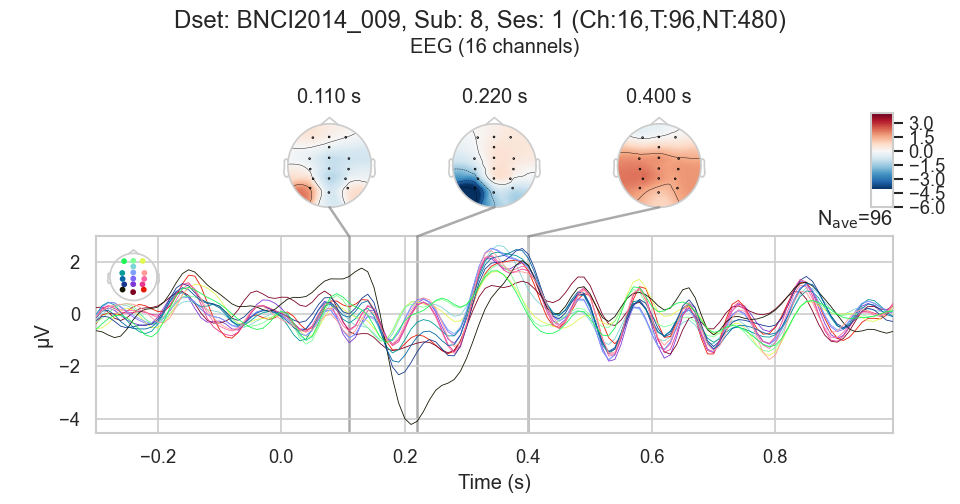 Dset: BNCI2014_009, Sub: 8, Ses: 1 (Ch:16,T:96,NT:480)
EEG (16 channels)
0.110 s 0.220 s 0.400 s
3.0
1.5
0.0
−1.5
−3.0
−4.5
−6.0
Nave=96
2
0
−2
−4
µV
−0.2 0.0 0.2 0.4 0.6 0.8
Time (s)